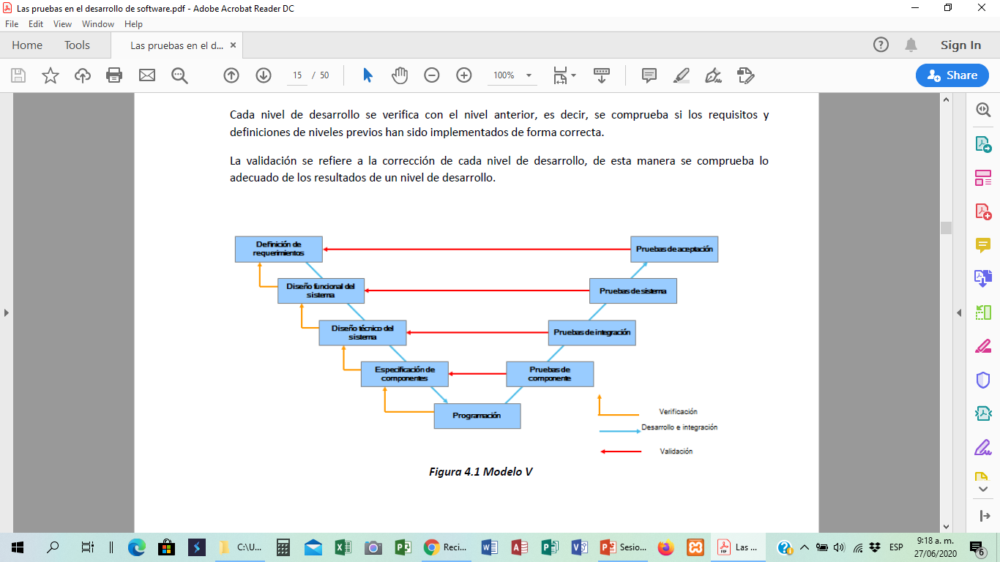 Las pruebas en el desarrollo de software.pdf - Adobe Acrobat Reader DC
File Edit View Window Help
Home Tools Las pruebas en el d... Sign In
15 / 50 100% Share
Cada nivel de desarrollo se verifica con el nivel anterior, es decir, se comprueba si los requisitos y
definiciones de niveles previos han sido implementados de forma correcta.
La validación se refiere a la corrección de cada nivel de desarrollo, de esta manera se comprueba lo
adecuado de los resultados de un nivel de desarrollo.
Definición de
requerimientos
Pruebas de aceptación
Diseño funcional del
sistema
Pruebas de sistema
Diseño técnico del
sistema
Pruebas de integración
Especificación de
componentes
Pruebas de
componente
Programación
Verificación
Desarrollo e integración
Validación
Figura 4.1 Modelo V
C:\U... Reci... Sesio... Las ... ESP
9:18 a. m.
27/06/2020
6